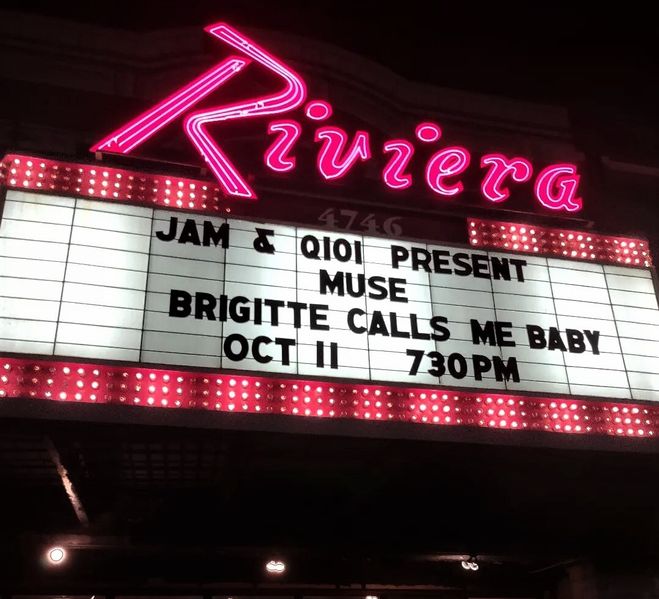 Riviera
4746
JAM & Q101 PRESENT
MUSE
BRIGITTE CALLS ME BABY
OCT 11 730PM